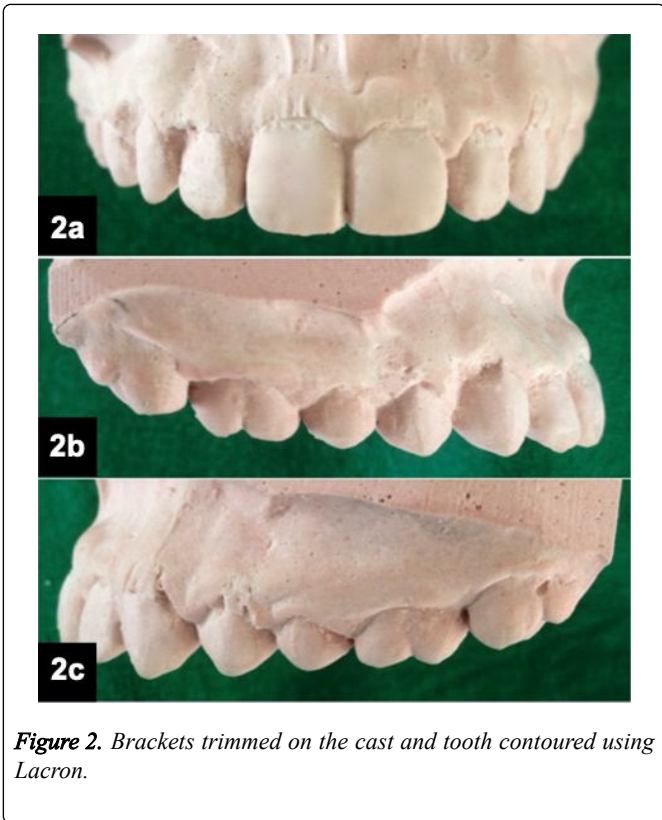 2a
2b
2c
Figure 2. Brackets trimmed on the cast and tooth contoured using
Lacron.